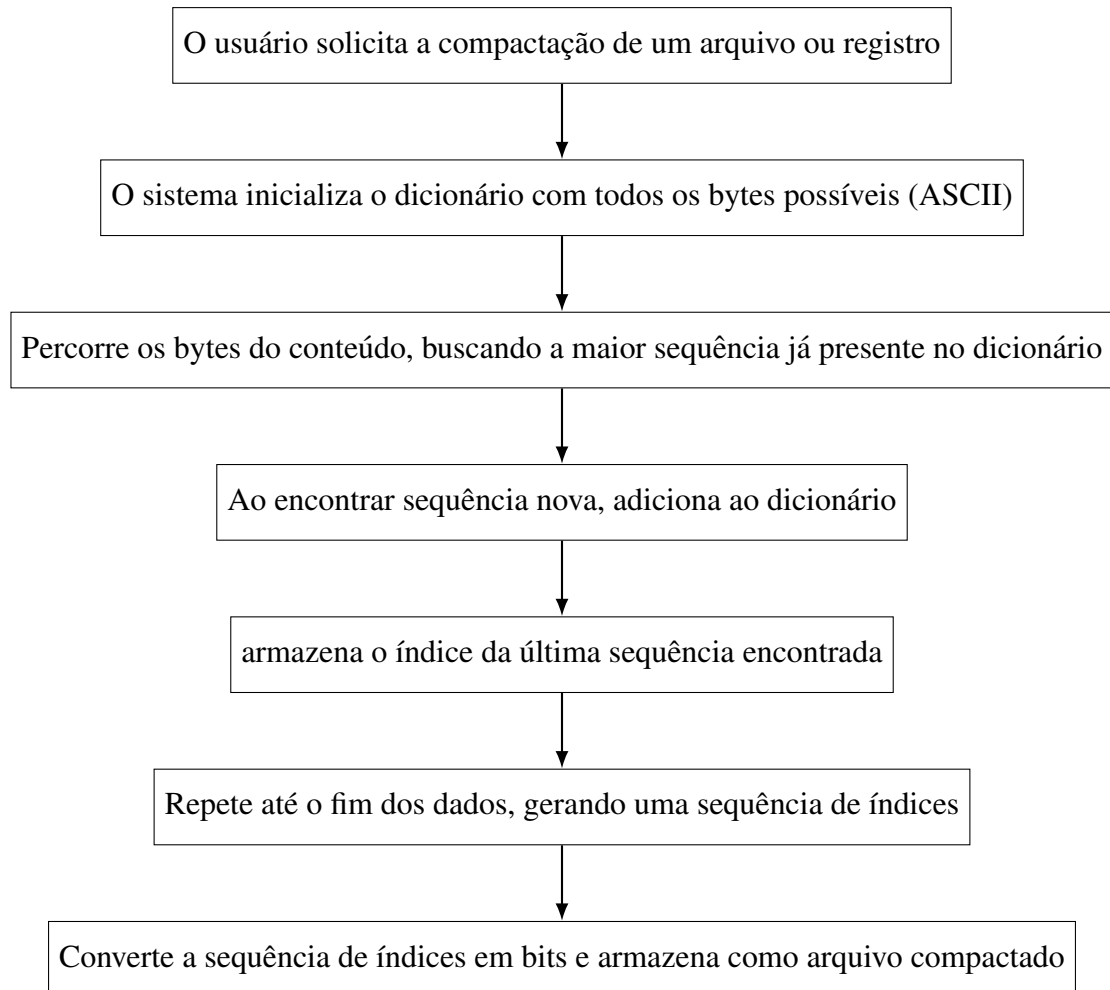 O usuário solicita a compactação de um arquivo ou registro
O sistema inicializa o dicionário com todos os bytes possíveis (ASCII)
Percorre os bytes do conteúdo, buscando a maior sequência já presente no dicionário
Ao encontrar sequência nova, adiciona ao dicionário
armazena o índice da última sequência encontrada
Repete até o fim dos dados, gerando uma sequência de índices
Converte a sequência de índices em bits e armazena como arquivo compactado